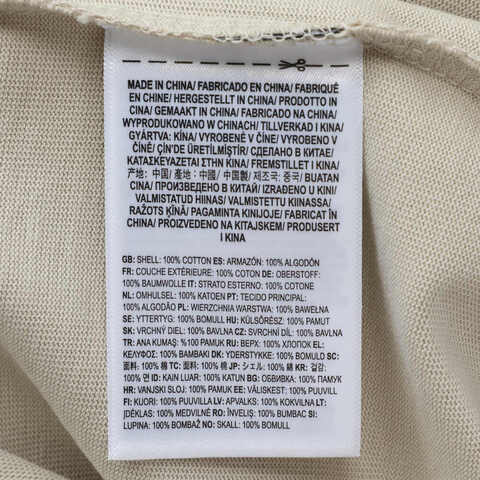 MADE IN CHINA/ FABRICADO EN CHINA/ FABRIQUÉ
EN CHINE/ HERGESTELLT IN CHINA/ PRODOTTO IN
CINA/ GEMAAKT IN CHINA/ FABRICADO NA CHINA/
WYPRODUKOWANO W CHINACH/ TILLVERKAD I KINA/
GYÁRTVA: KÍNA/ VYROBENÉ V ČÍNE/ VYROBENO V
ČÍNĚ/ ÇİN'DE ÜRETİLMİŞTİR/ СДЕЛАНО В КИТАЕ/
ΚΑΤΑΣΚΕΥΑΖΕΤΑΙ ΣΤΗΝ ΚΙΝΑ/ FREMSTILLET I KINA/
产地: 中国/ 產地: 中國/ 中国製/ 제조국: 중국/ BUATAN
CINA/ ПРОИЗВЕДЕНО В КИТАЙ/ IZRAĐENO U KINI/
VALMISTATUD HIINAS/ VALMISTETTU KIINASSA/
RAŽOTS ĶĪNĀ/ PAGAMINTA KINIJOJE/ FABRICAT ÎN
CHINA/ PROIZVEDENO NA KITAJSKEM/ PRODUSERT
I KINA
GB: SHELL: 100% COTTON ES: ARMAZÓN: 100% ALGODÓN
FR: COUCHE EXTÉRIEURE: 100% COTON DE: OBERSTOFF:
100% BAUMWOLLE IT: STRATO ESTERNO: 100% COTONE
NL: OMHULSEL: 100% KATOEN PT: TECIDO PRINCIPAL:
100% ALGODÃO PL: WIERZCHNIA WARSTWA: 100% BAWEŁNA
SE: YTTERTYG: 100% BOMULL HU: KÜLSŐRÉSZ: 100% PAMUT
SK: VRCHNÝ DIEL: 100% BAVLNA CZ: SVRCHNÍ DÍL: 100% BAVLNA
TR: ANA KUMAŞ: %100 PAMUK RU: ВЕРХ: 100% ХЛОПОК EL:
ΚΕΛΥΦΟΣ: 100% ΒΑΜΒΑΚΙ DK: YDERSTYKKE: 100% BOMULD SC:
面料: 100% 棉 TC: 面料: 100% 棉 JP: シェル: 100% 綿 KR: 겉감:
100% 면 ID: KAIN LUAR: 100% KATUN BG: ОБВИВКА: 100% ПАМУК
HR: VANJSKI SLOJ: 100% PAMUK EE: VÄLISKEST: 100% PUUVILL
FI: KUORI: 100% PUUVILLA LV: APVALKS: 100% KOKVILNA LT:
ĮDĖKLAS: 100% MEDVILNĖ RO: ÎNVELIŞ: 100% BUMBAC SI:
LUPINA: 100% BOMBAŽ NO: SKALL: 100% BOMULL